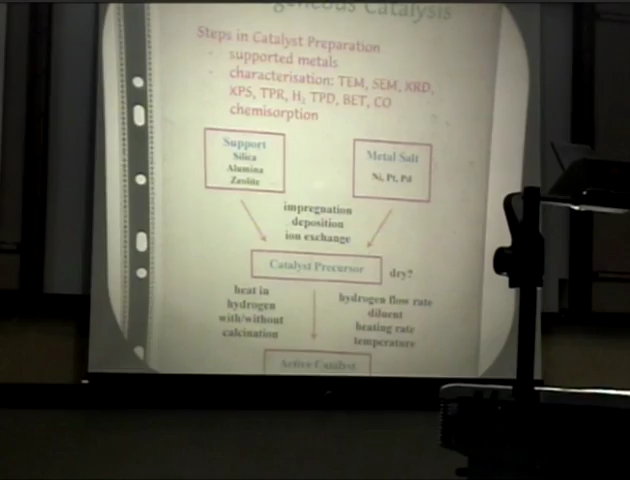 geneous Catalysis
Steps in Catalyst Preparation
- supported metals
- characterisation: TEM, SEM, XRD,
XPS, TPR, H₂ TPD, BET, CO
chemisorption
Support
Silica
Alumina
Zeolite
Metal Salt
Ni, Pt, Pd
impregnation
deposition
ion exchange
Catalyst Precursor
dry?
heat in
hydrogen
with/without
calcination
hydrogen flow rate
diluent
heating rate
temperature
Active Catalyst